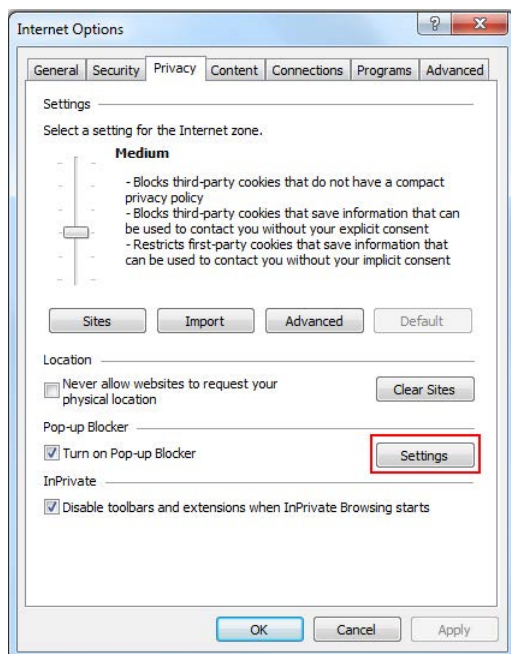 Internet Options
General Security Privacy Content Connections Programs Advanced
Settings
Select a setting for the Internet zone.
Medium
- Blocks third-party cookies that do not have a compact
privacy policy
- Blocks third-party cookies that save information that can
be used to contact you without your explicit consent
- Restricts first-party cookies that save information that
can be used to contact you without your implicit consent
Sites Import Advanced Default
Location
Never allow websites to request your
physical location
Clear Sites
Pop-up Blocker
Turn on Pop-up Blocker
Settings
InPrivate
Disable toolbars and extensions when InPrivate Browsing starts
OK Cancel Apply